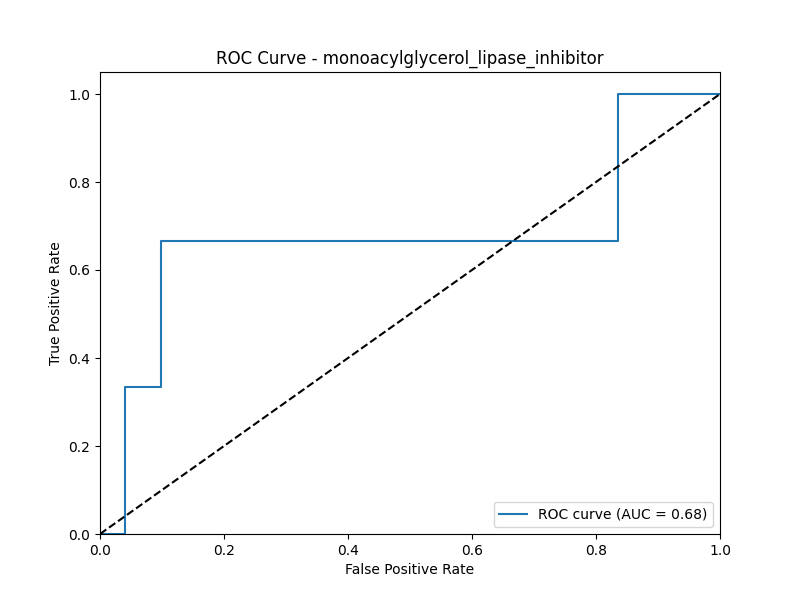 ROC Curve - monoacylglycerol_lipase_inhibitor
1.0
0.8
0.6
0.4
0.2
0.0
True Positive Rate
0.0 0.2 0.4 0.6 0.8 1.0
False Positive Rate
ROC curve (AUC = 0.68)